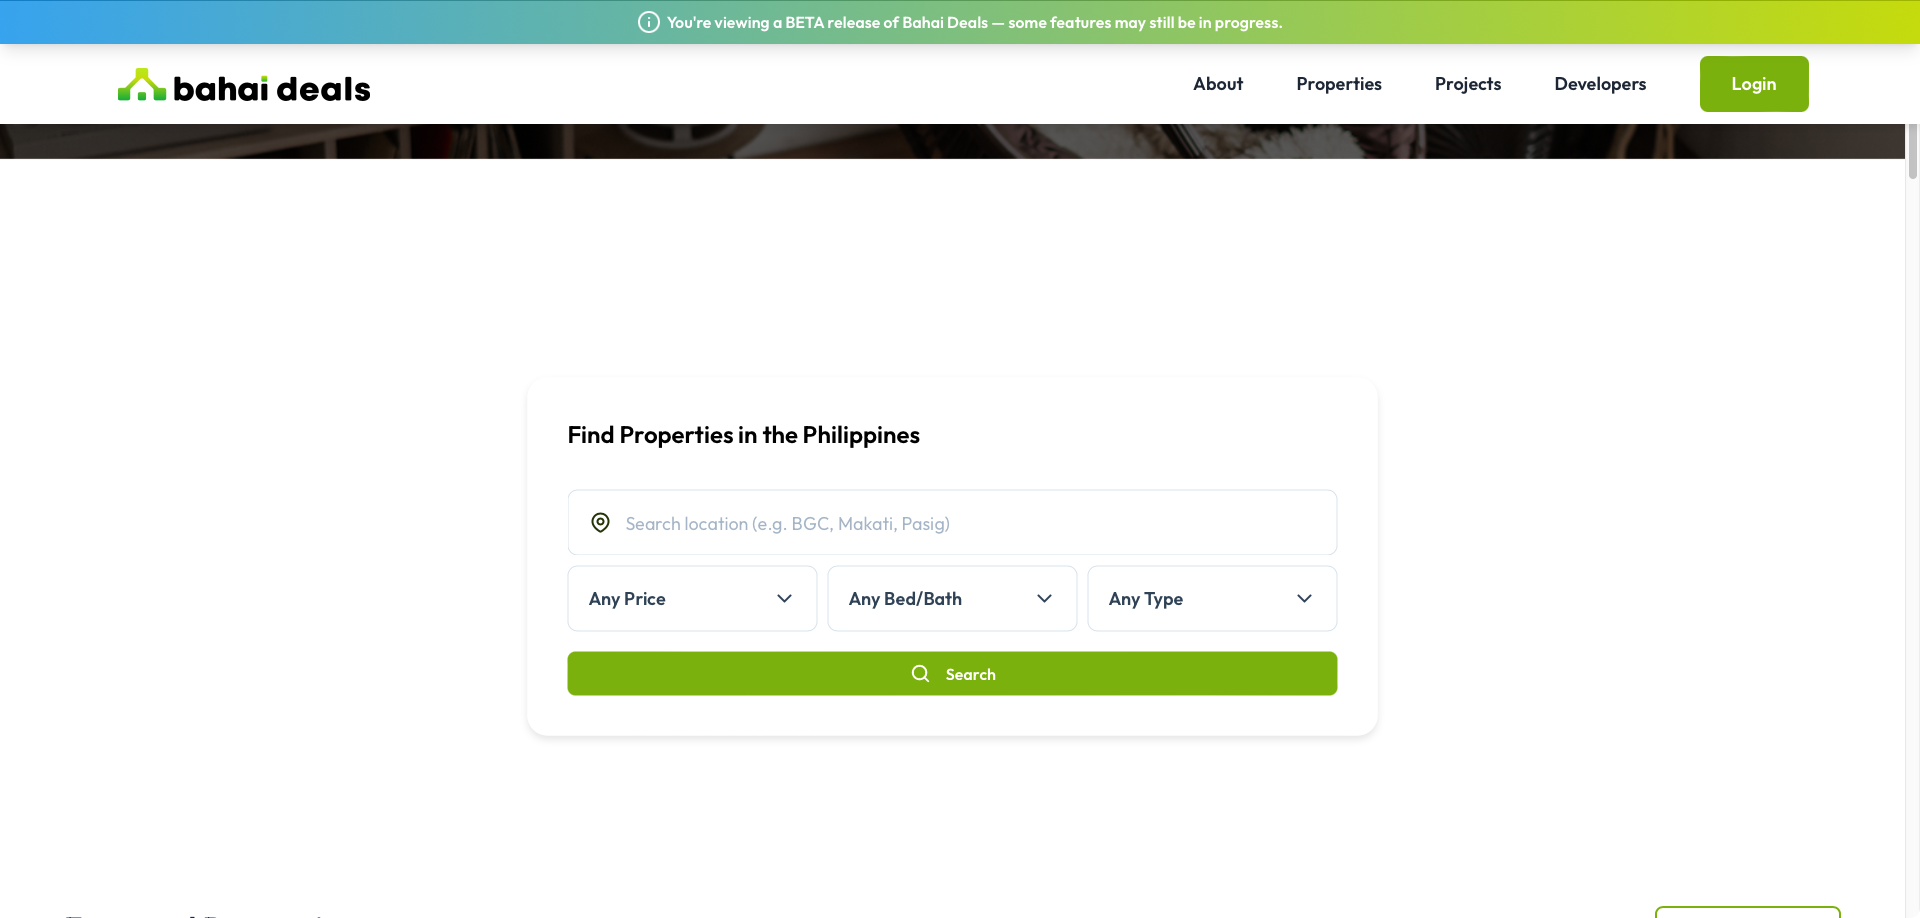 You're viewing a BETA release of Bahai Deals — some features may still be in progress.
bahai deals
About
Properties
Projects
Developers
Login
Find Properties in the Philippines
Search location (e.g. BGC, Makati, Pasig)
Any Price
Any Bed/Bath
Any Type
Search